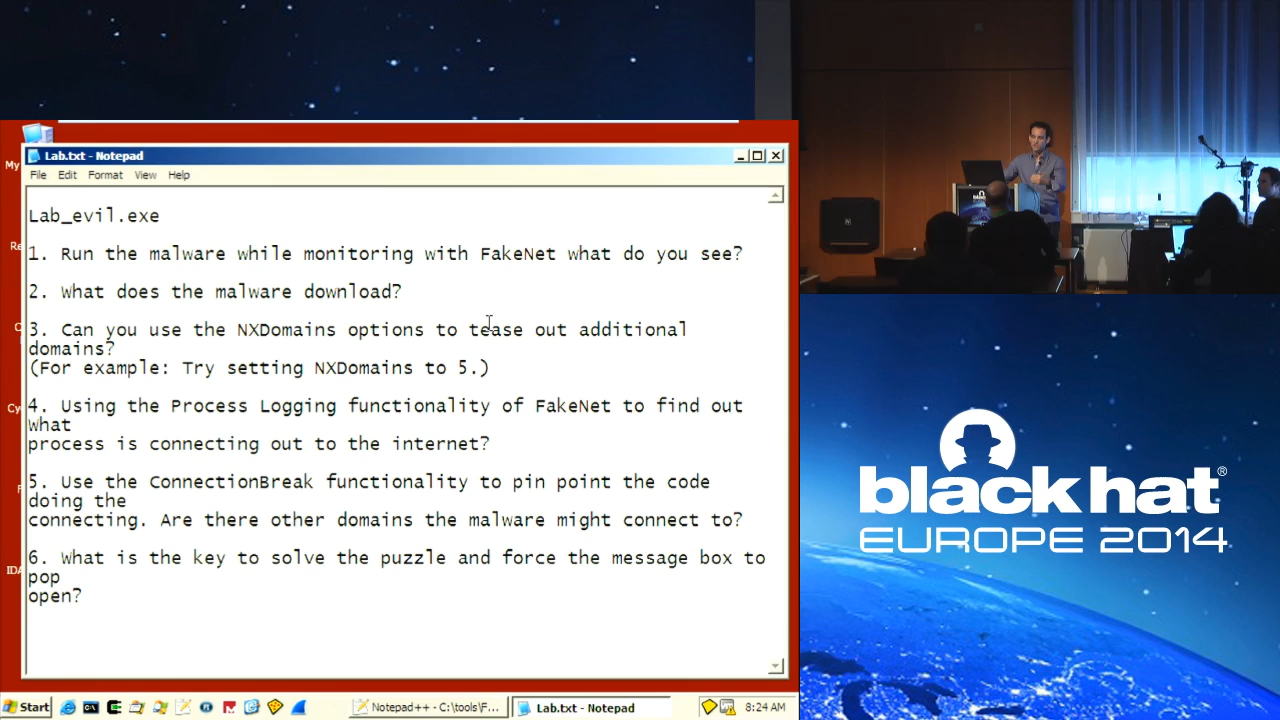 My
Lab.txt - Notepad
File Edit Format View Help
Lab_evil.exe
1. Run the malware while monitoring with FakeNet what do you see?
2. What does the malware download?
3. Can you use the NXDomains options to tease out additional
domains?
(For example: Try setting NXDomains to 5.)
4. Using the Process Logging functionality of FakeNet to find out
what
process is connecting out to the internet?
5. Use the ConnectionBreak functionality to pin point the code
doing the
connecting. Are there other domains the malware might connect to?
6. What is the key to solve the puzzle and force the message box to
pop
open?
Re
Cy
IDA
Start
Notepad++ - C:\tools\F...
Lab.txt - Notepad
8:24 AM
black hat®
EUROPE 2014